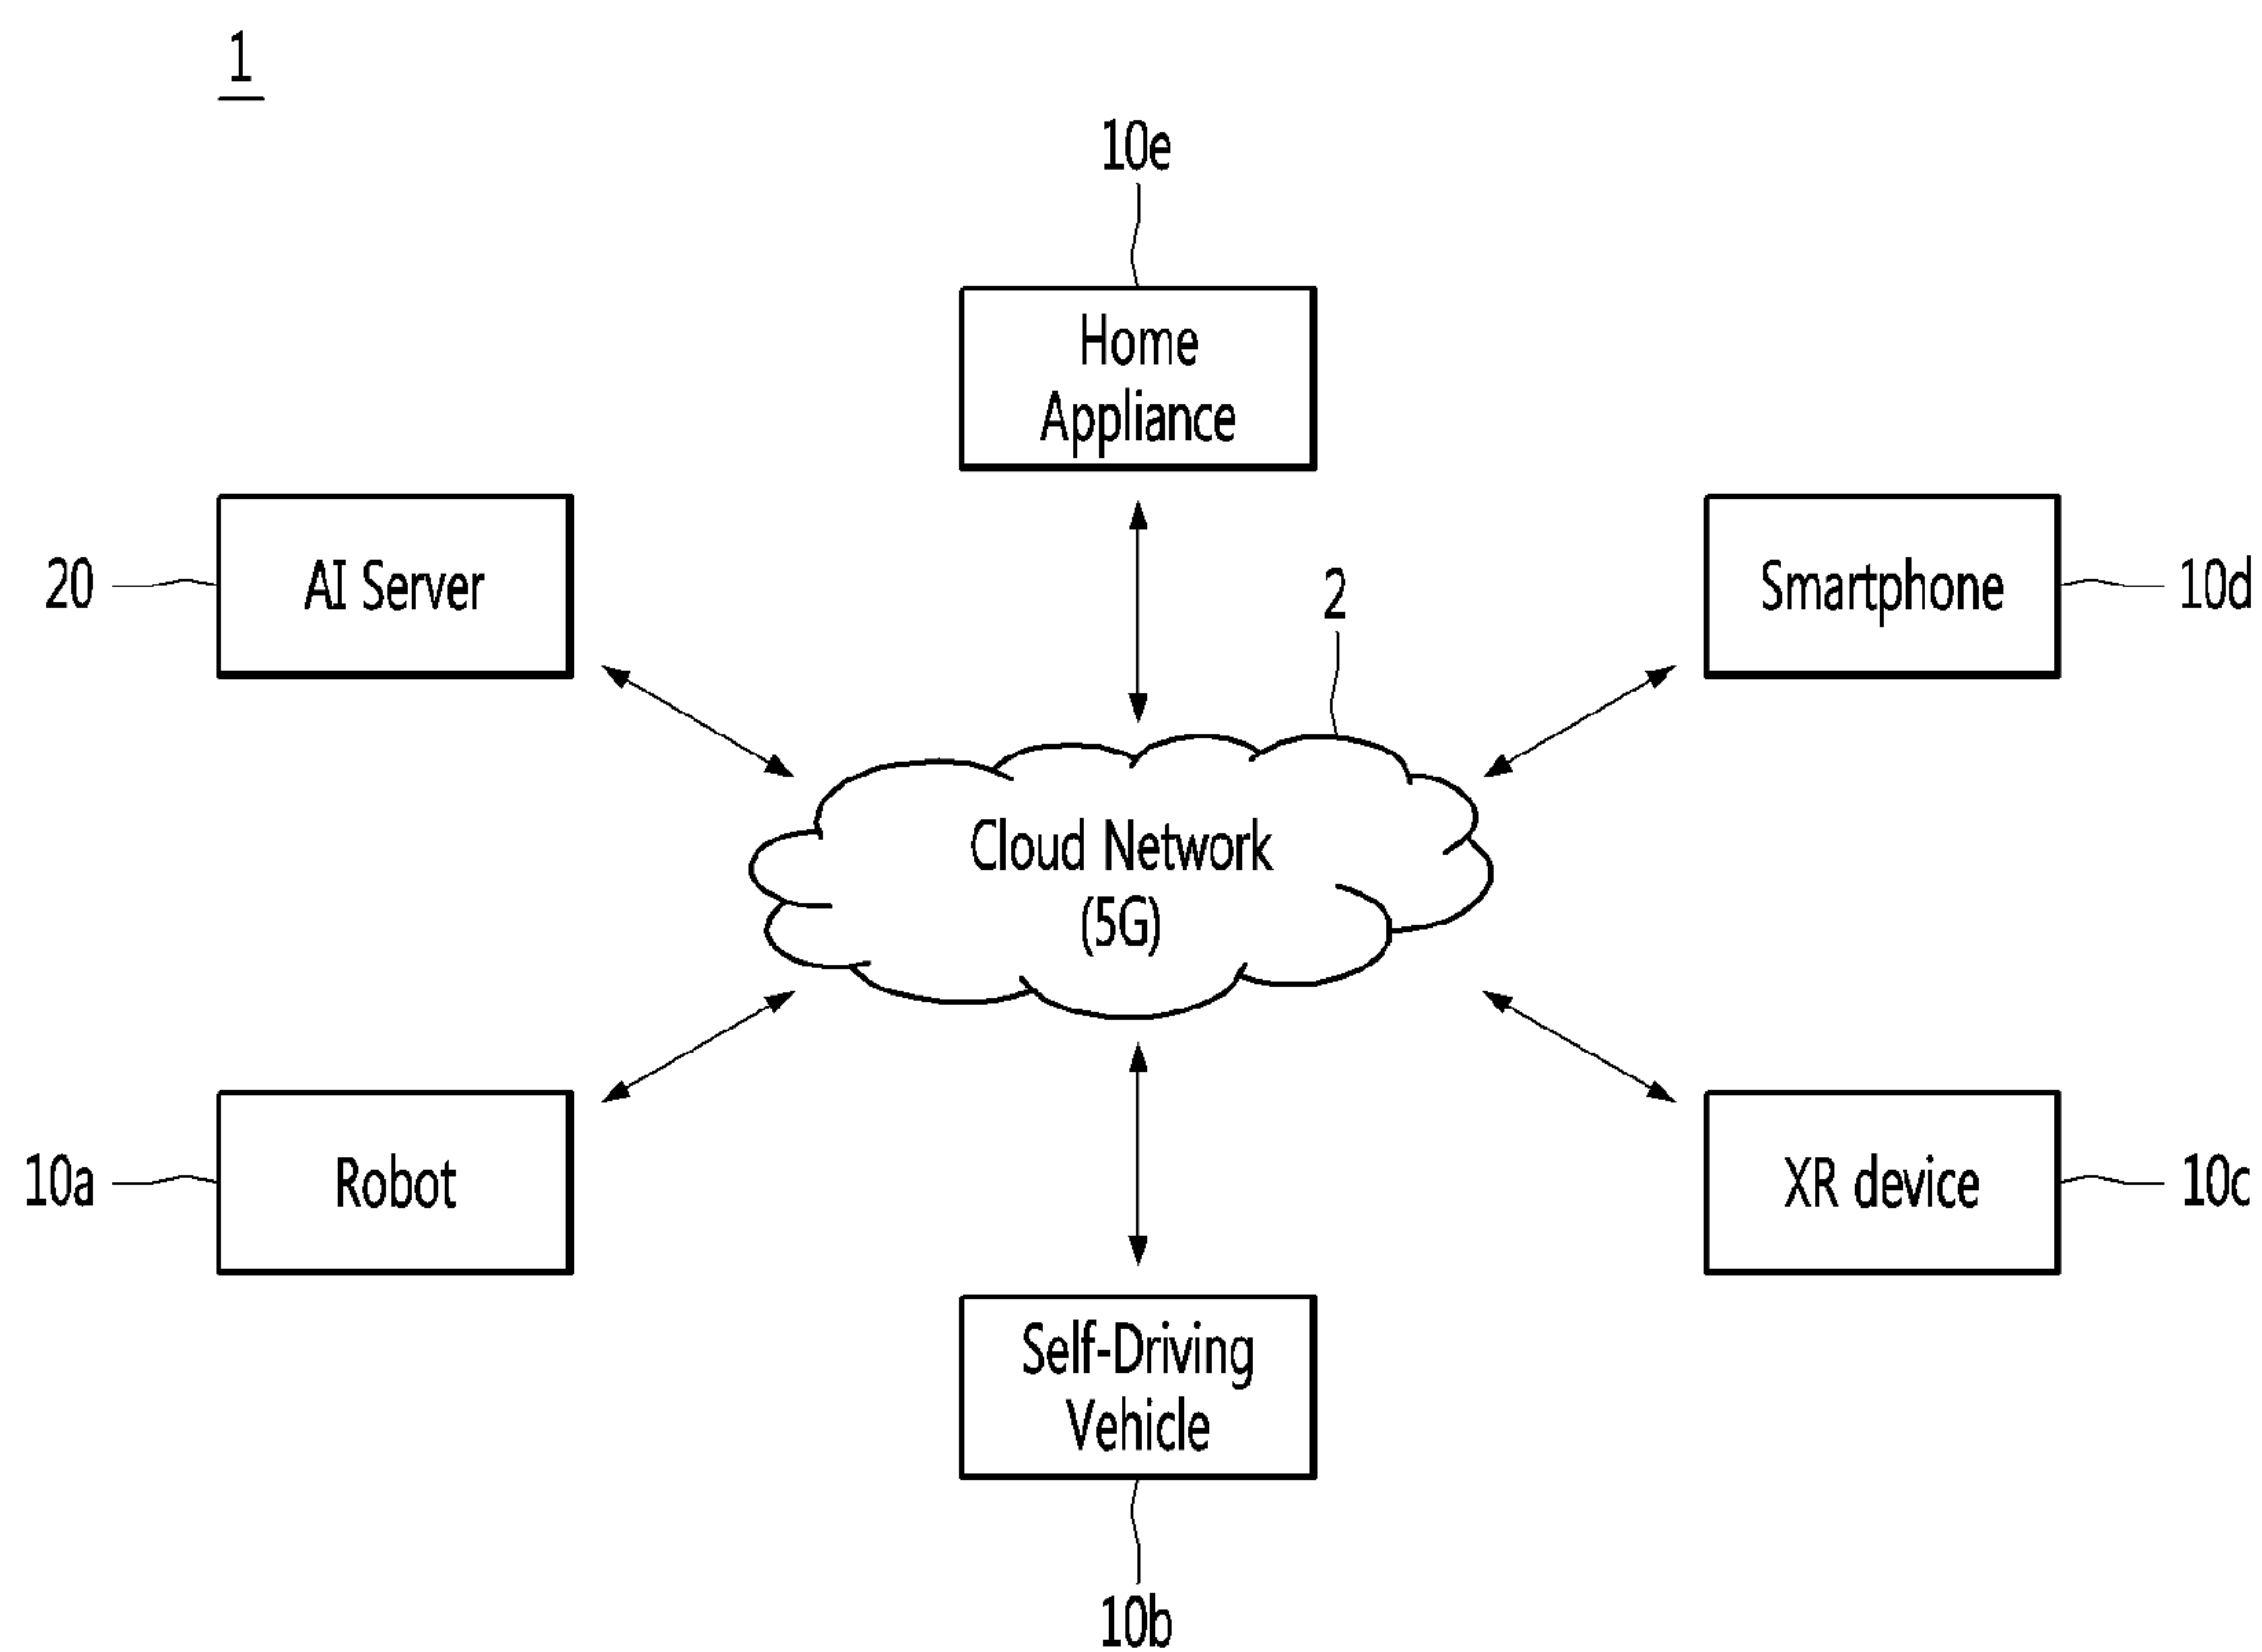 1
10e
Home
Appliance
20
AI Server
Smartphone
10d
2
Cloud Network
(5G)
10a
Robot
XR device
10c
Self-Driving
Vehicle
10b